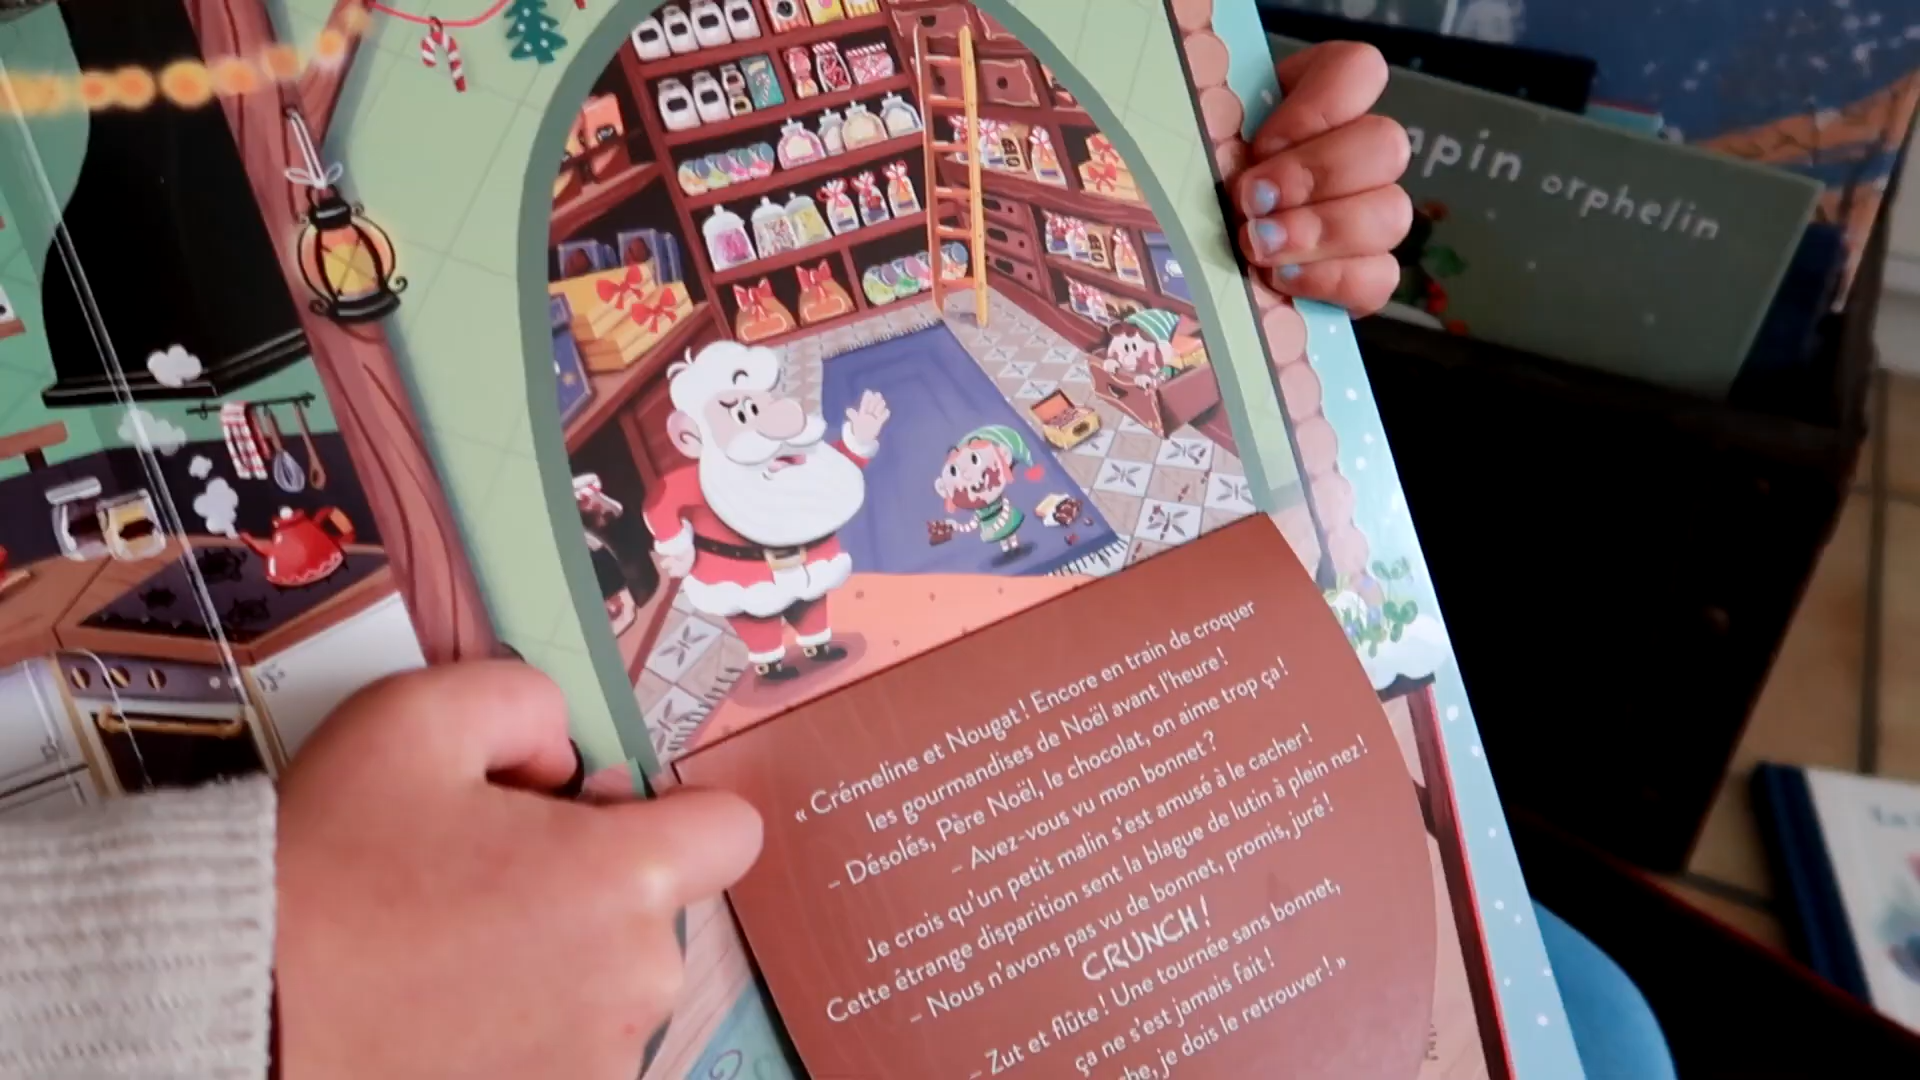 apin orphelin
« Crémeline et Nougat ! Encore en train de croquer
les gourmandises de Noël avant l'heure !
– Désolés, Père Noël, le chocolat, on aime trop ça !
– Avez-vous vu mon bonnet ?
Je crois qu'un petit malin s'est amusé à le cacher !
Cette étrange disparition sent la blague de lutin à plein nez !
– Nous n'avons pas vu de bonnet, promis, juré !
CRUNCH !
– Zut et flûte ! Une tournée sans bonnet,
ça ne s'est jamais fait !
je dois le retrouver ! »